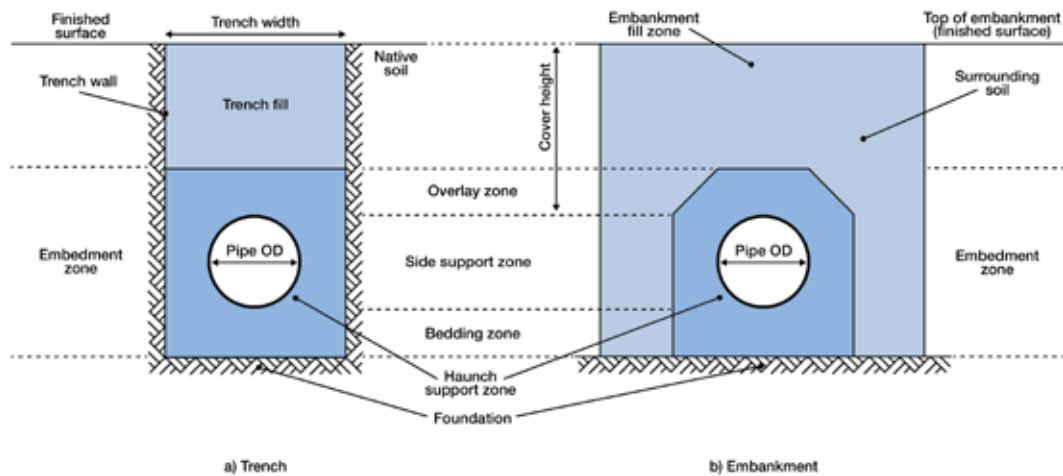 Finished
surface
Trench width
Embankment
fill zone
Top of embankment
(finished surface)
Native
soil
Trench wall
Trench fill
Cover height
Surrounding
soil
Overlay zone
Embedment
zone
Pipe OD
Side support zone
Pipe OD
Embedment
zone
Bedding zone
Haunch
support zone
Foundation
a) Trench
b) Embankment